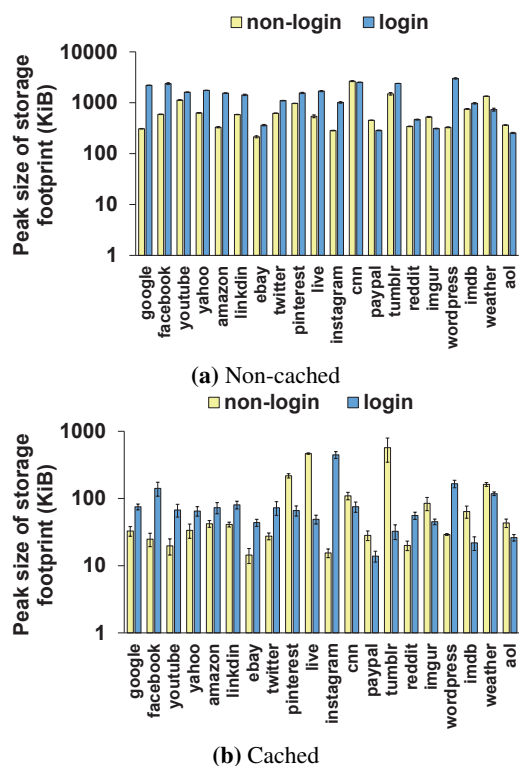 non-login login
Peak size of storage
footprint (KiB)
10000
1000
100
10
1
google
facebook
youtube
yahoo
amazon
linkdin
ebay
twitter
pinterest
live
instagram
cnn
paypal
tumblr
reddit
imgur
wordpress
imdb
weather
aol
(a) Non-cached
non-login login
Peak size of storage
footprint (KiB)
1000
100
10
1
google
facebook
youtube
yahoo
amazon
linkdin
ebay
twitter
pinterest
live
instagram
cnn
paypal
tumblr
reddit
imgur
wordpress
imdb
weather
aol
(b) Cached